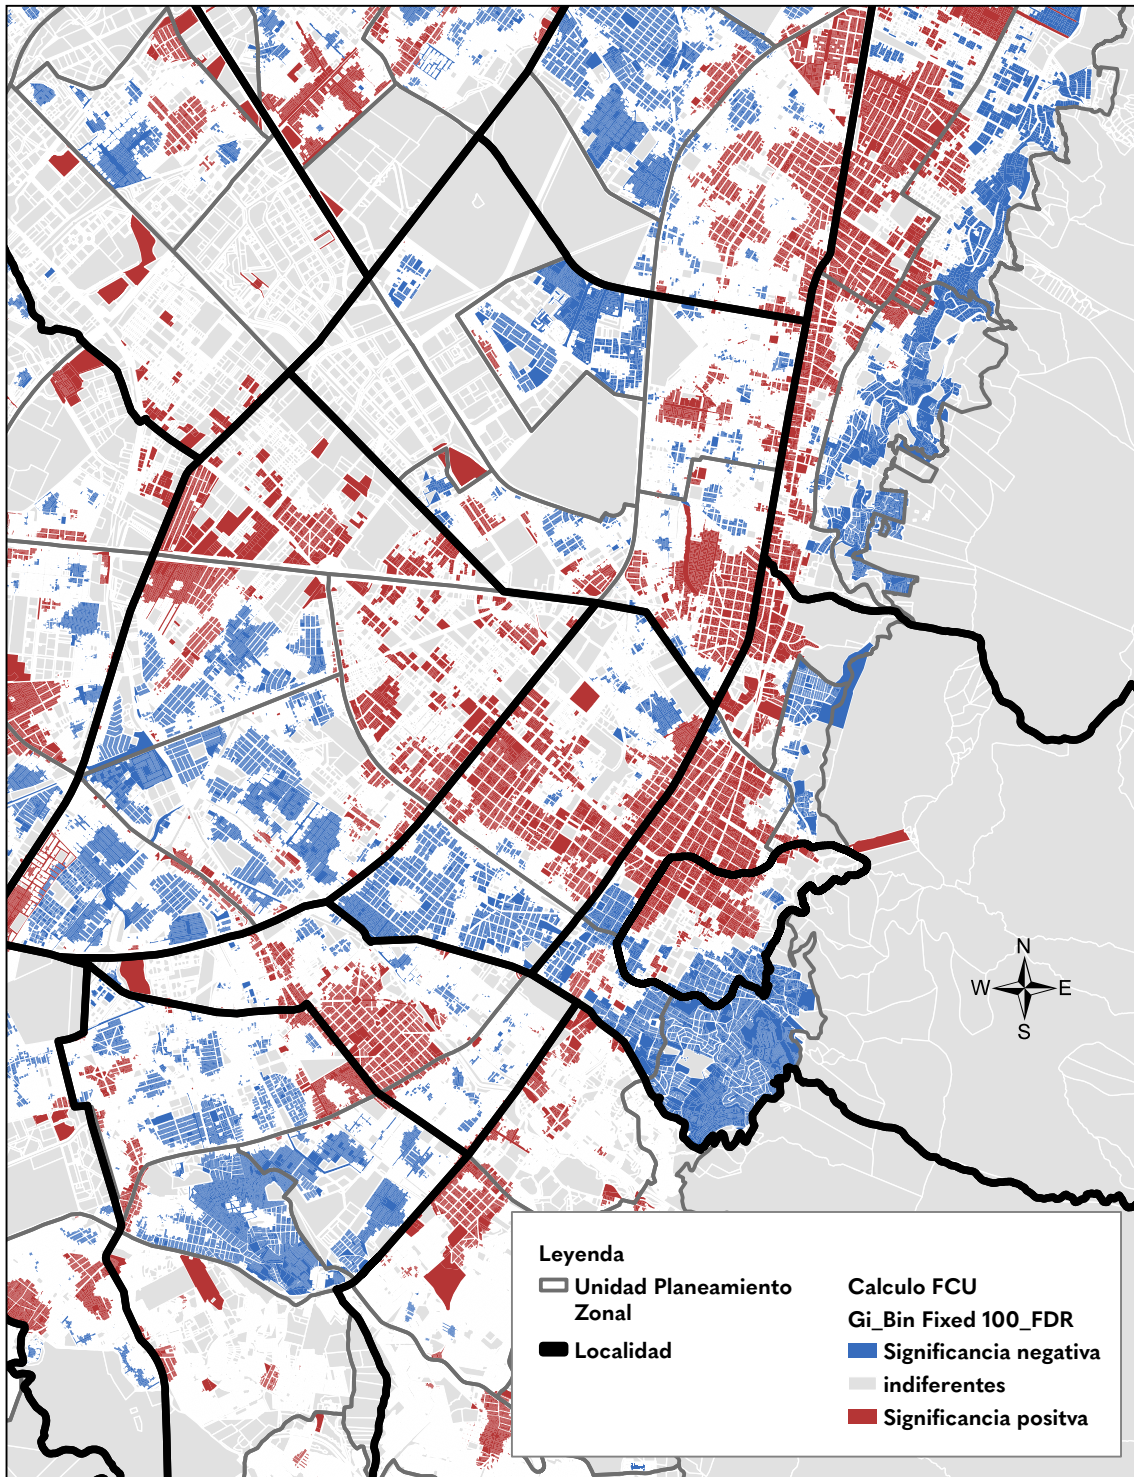 N
W E
S
Leyenda
Unidad Planeamiento
Zonal
Localidad
Calculo FCU
Gi_Bin Fixed 100_FDR
Significancia negativa
indiferentes
Significancia positva